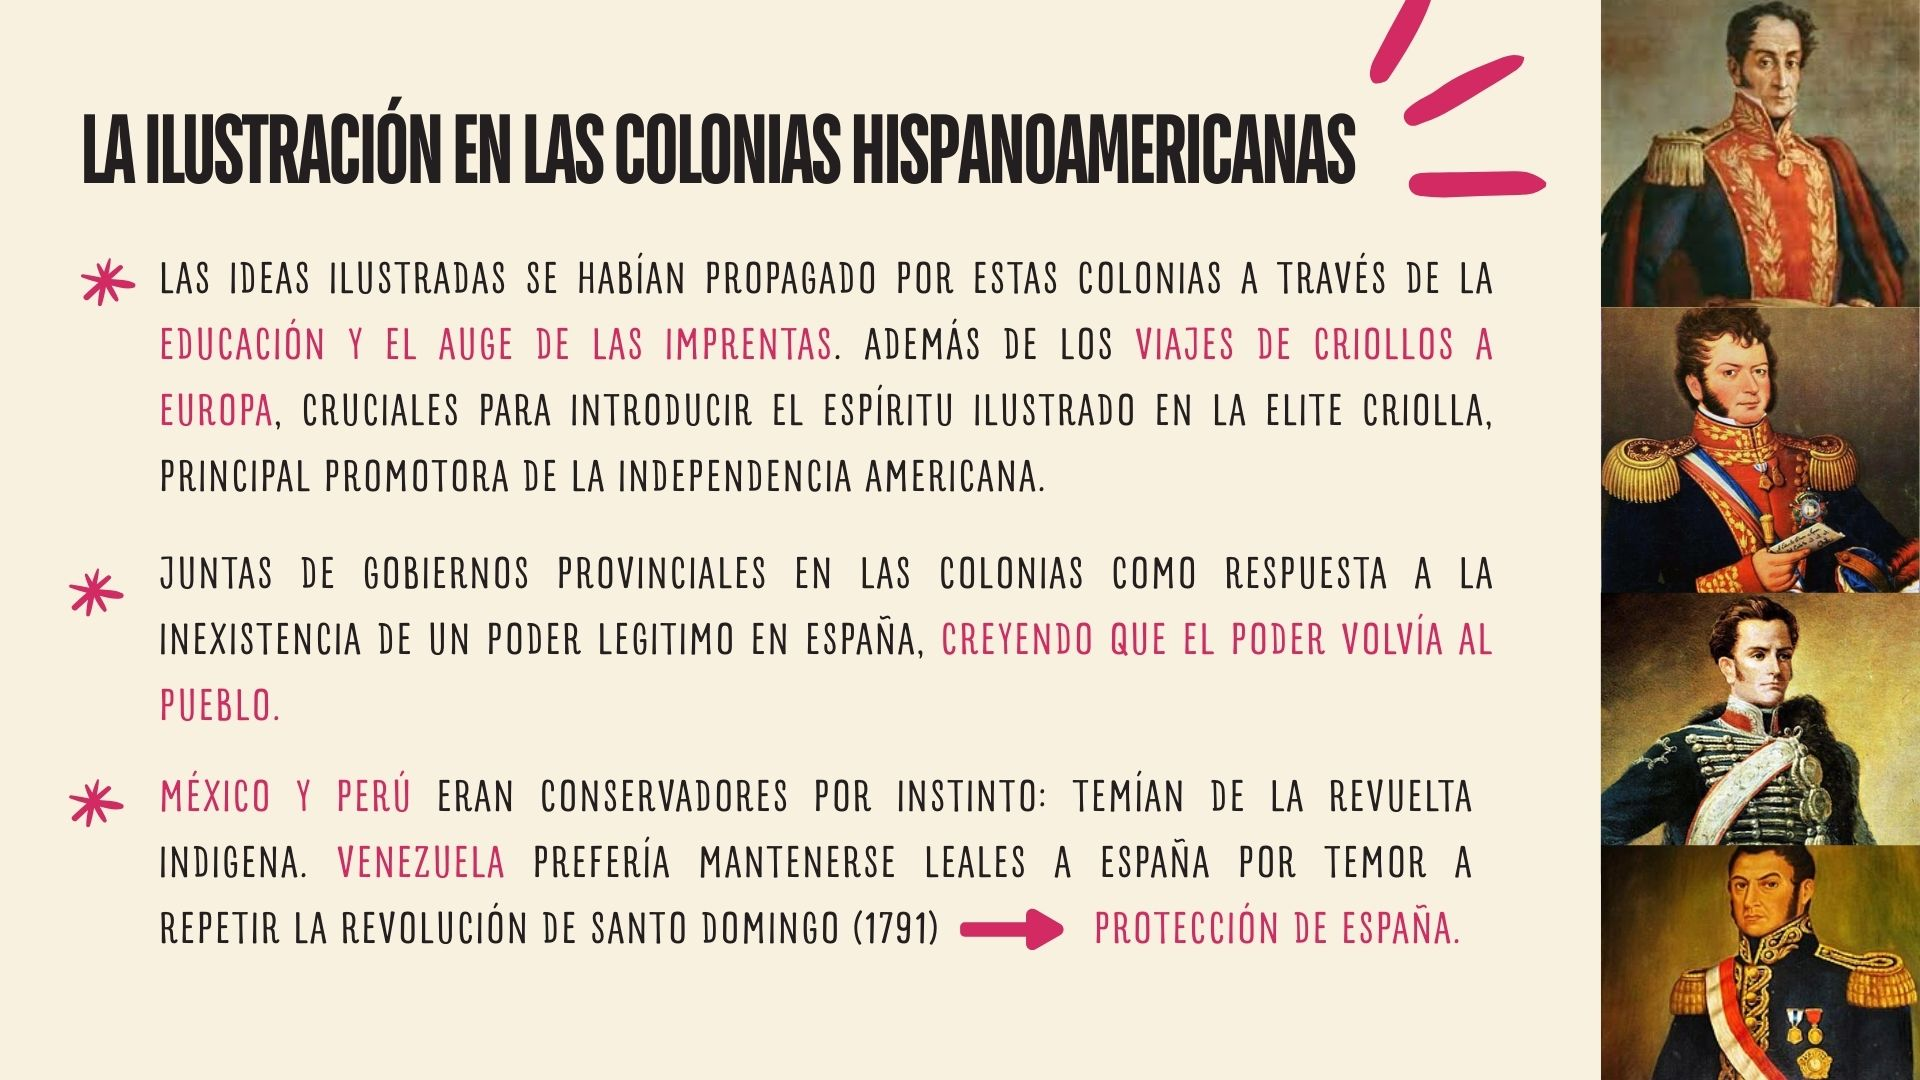 LA ILUSTRACIÓN EN LAS COLONIAS HISPANOAMERICANAS
LAS IDEAS ILUSTRADAS SE HABÍAN PROPAGADO POR ESTAS COLONIAS A TRAVÉS DE LA
EDUCACIÓN Y EL AUGE DE LAS IMPRENTAS. ADEMÁS DE LOS VIAJES DE CRIOLLOS A
EUROPA, CRUCIALES PARA INTRODUCIR EL ESPÍRITU ILUSTRADO EN LA ELITE CRIOLLA,
PRINCIPAL PROMOTORA DE LA INDEPENDENCIA AMERICANA.
JUNTAS DE GOBIERNOS PROVINCIALES EN LAS COLONIAS COMO RESPUESTA A LA
INEXISTENCIA DE UN PODER LEGITIMO EN ESPAÑA, CREYENDO QUE EL PODER VOLVÍA AL
PUEBLO.
MÉXICO Y PERÚ ERAN CONSERVADORES POR INSTINTO: TEMÍAN DE LA REVUELTA
INDIGENA. VENEZUELA PREFERÍA MANTENERSE LEALES A ESPAÑA POR TEMOR A
REPETIR LA REVOLUCIÓN DE SANTO DOMINGO (1791) PROTECCIÓN DE ESPAÑA.